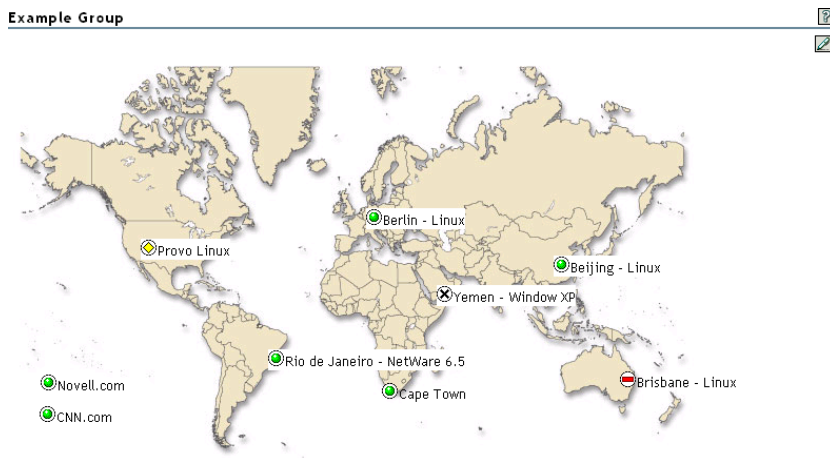 Example Group
?
Berlin - Linux
Provo Linux
Beijing - Linux
Yemen - Window XP
Rio de Janeiro - NetWare 6.5
Novell.com
Brisbane - Linux
Cape Town
CNN.com